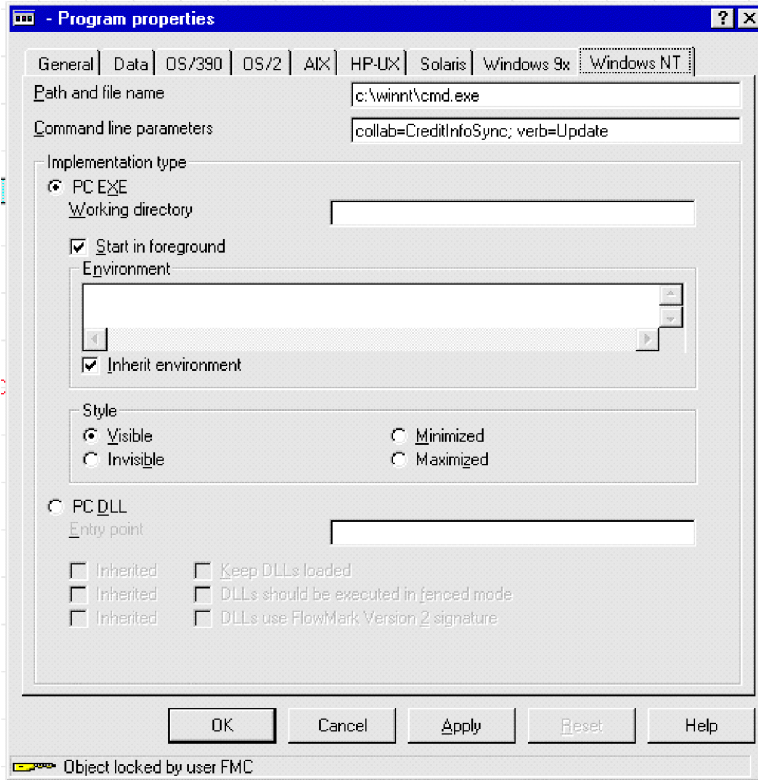 - Program properties
General Data OS/390 OS/2 AIX HP-UX Solaris Windows 9x Windows NT
Path and file name c:\winnt\cmd.exe
Command line parameters collab=CreditInfoSync; verb=Update
Implementation type
PC EXE
Working directory
Start in foreground
Environment
Inherit environment
Style
Visible Minimized
Invisible Maximized
PC DLL
Entry point
Inherited Keep DLLs loaded
Inherited DLLs should be executed in fenced mode
Inherited DLLs use FlowMark Version 2 signature
OK Cancel Apply Reset Help
Object locked by user FMC